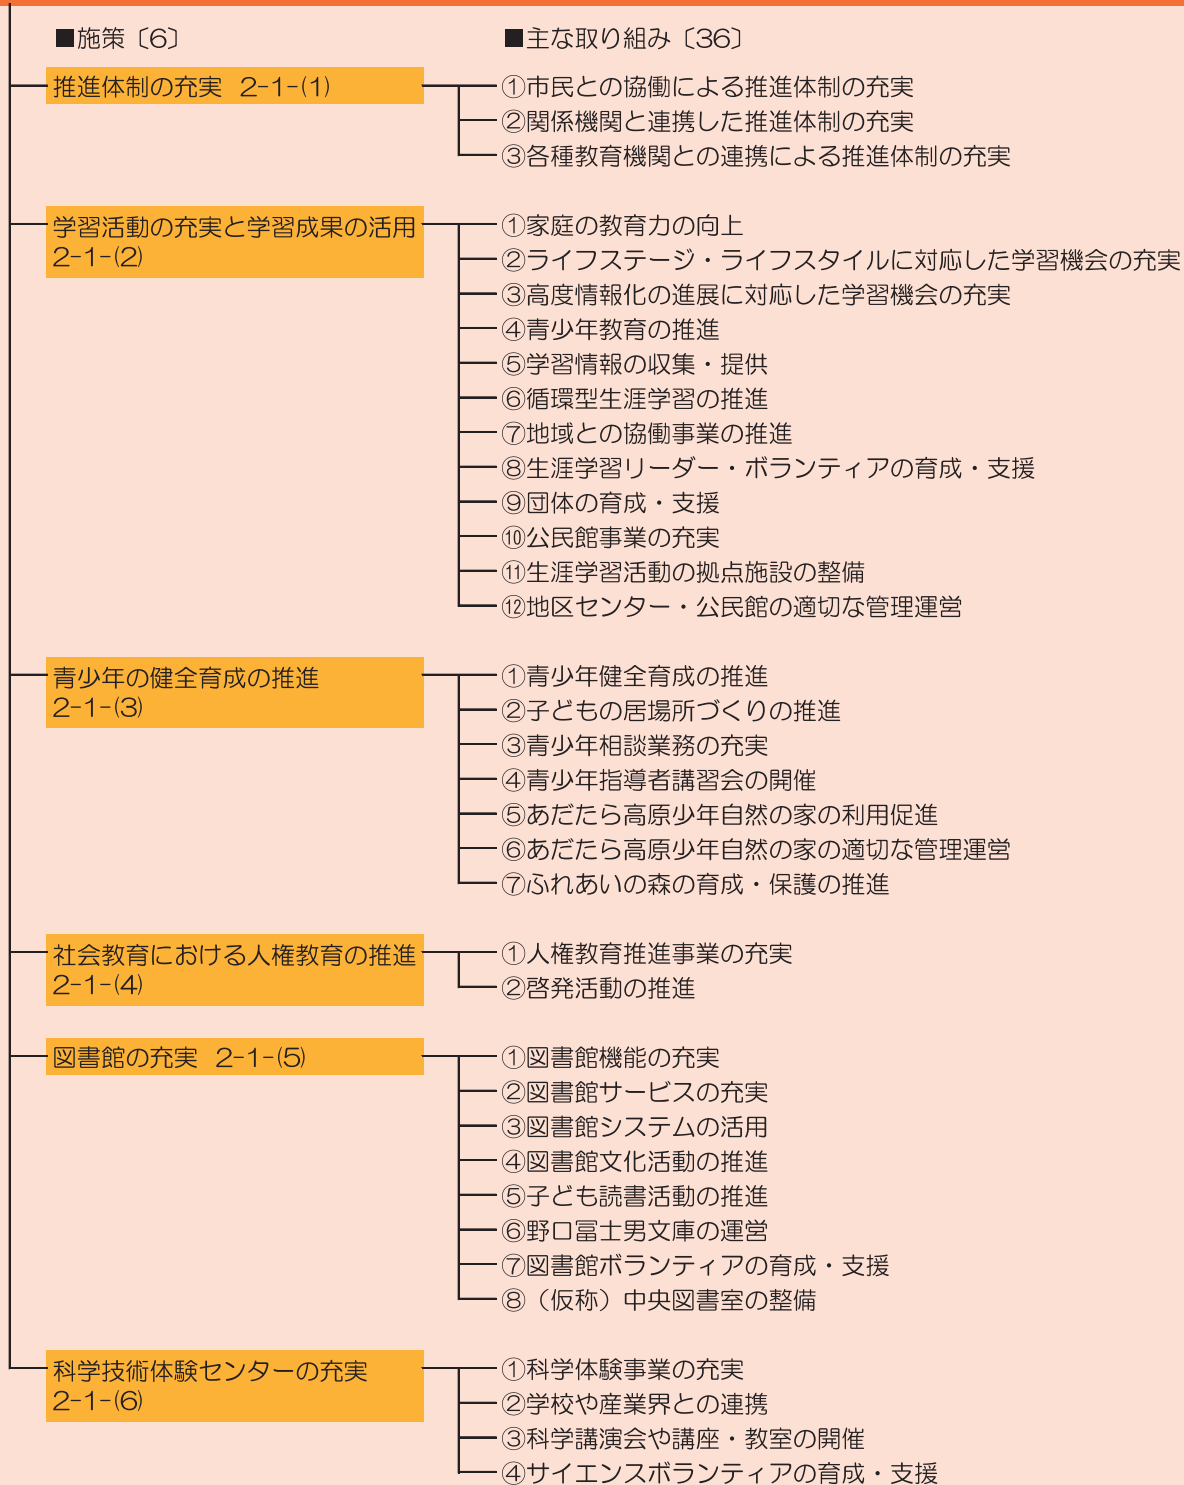 ■施策〔6〕
■主な取り組み〔36〕
推進体制の充実 2-1-(1)
①市民との協働による推進体制の充実
②関係機関と連携した推進体制の充実
③各種教育機関との連携による推進体制の充実
学習活動の充実と学習成果の活用
2-1-(2)
①家庭の教育力の向上
②ライフステージ・ライフスタイルに対応した学習機会の充実
③高度情報化の進展に対応した学習機会の充実
④青少年教育の推進
⑤学習情報の収集・提供
⑥循環型生涯学習の推進
⑦地域との協働事業の推進
⑧生涯学習リーダー・ボランティアの育成・支援
⑨団体の育成・支援
⑩公民館事業の充実
⑪生涯学習活動の拠点施設の整備
⑫地区センター・公民館の適切な管理運営
青少年の健全育成の推進
2-1-(3)
①青少年健全育成の推進
②子どもの居場所づくりの推進
③青少年相談業務の充実
④青少年指導者講習会の開催
⑤あだたら高原少年自然の家の利用促進
⑥あだたら高原少年自然の家の適切な管理運営
⑦ふれあいの森の育成・保護の推進
社会教育における人権教育の推進
2-1-(4)
①人権教育推進事業の充実
②啓発活動の推進
図書館の充実 2-1-(5)
①図書館機能の充実
②図書館サービスの充実
③図書館システムの活用
④図書館文化活動の推進
⑤子ども読書活動の推進
⑥野口冨士男文庫の運営
⑦図書館ボランティアの育成・支援
⑧（仮称）中央図書室の整備
科学技術体験センターの充実
2-1-(6)
①科学体験事業の充実
②学校や産業界との連携
③科学講演会や講座・教室の開催
④サイエンスボランティアの育成・支援